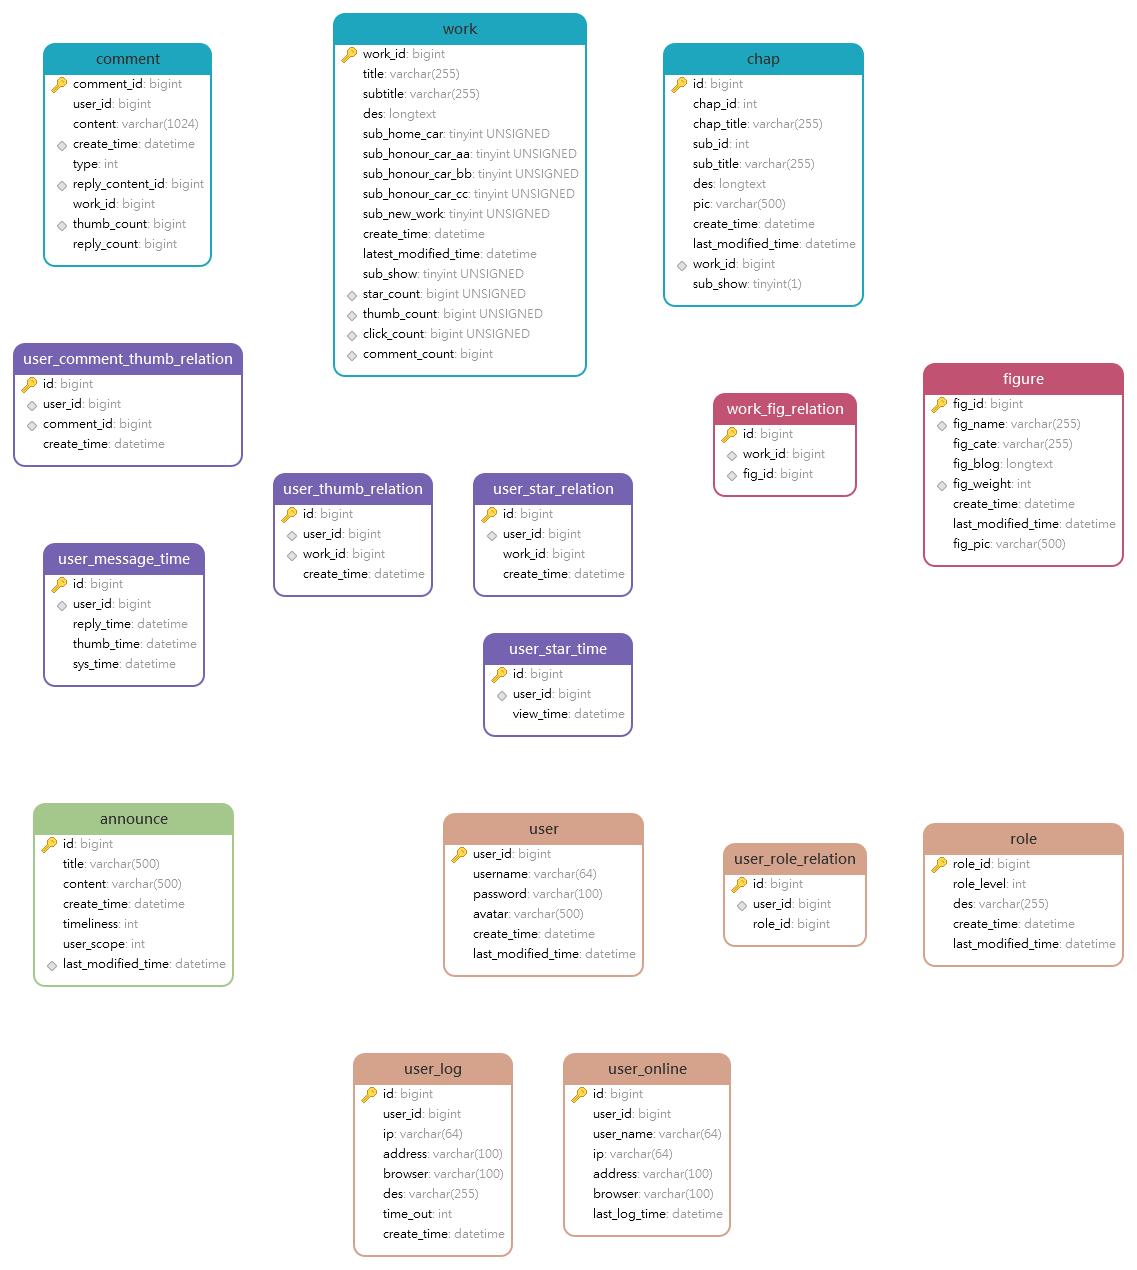 comment
comment_id: bigint
user_id: bigint
content: varchar(1024)
create_time: datetime
type: int
reply_content_id: bigint
work_id: bigint
thumb_count: bigint
reply_count: bigint
work
work_id: bigint
title: varchar(255)
subtitle: varchar(255)
des: longtext
sub_home_car: tinyint UNSIGNED
sub_honour_car_aa: tinyint UNSIGNED
sub_honour_car_bb: tinyint UNSIGNED
sub_honour_car_cc: tinyint UNSIGNED
sub_new_work: tinyint UNSIGNED
create_time: datetime
latest_modified_time: datetime
sub_show: tinyint UNSIGNED
star_count: bigint UNSIGNED
thumb_count: bigint UNSIGNED
click_count: bigint UNSIGNED
comment_count: bigint
chap
id: bigint
chap_id: int
chap_title: varchar(255)
sub_id: int
sub_title: varchar(255)
des: longtext
pic: varchar(500)
create_time: datetime
last_modified_time: datetime
work_id: bigint
sub_show: tinyint(1)
user_comment_thumb_relation
id: bigint
user_id: bigint
comment_id: bigint
create_time: datetime
user_thumb_relation
id: bigint
user_id: bigint
work_id: bigint
create_time: datetime
user_star_relation
id: bigint
user_id: bigint
work_id: bigint
create_time: datetime
work_fig_relation
id: bigint
work_id: bigint
fig_id: bigint
figure
fig_id: bigint
fig_name: varchar(255)
fig_cate: varchar(255)
fig_blog: longtext
fig_weight: int
create_time: datetime
last_modified_time: datetime
fig_pic: varchar(500)
user_message_time
id: bigint
user_id: bigint
reply_time: datetime
thumb_time: datetime
sys_time: datetime
user_star_time
id: bigint
user_id: bigint
view_time: datetime
announce
id: bigint
title: varchar(500)
content: varchar(500)
create_time: datetime
timeliness: int
user_scope: int
last_modified_time: datetime
user
user_id: bigint
username: varchar(64)
password: varchar(100)
avatar: varchar(500)
create_time: datetime
last_modified_time: datetime
user_role_relation
id: bigint
user_id: bigint
role_id: bigint
role
role_id: bigint
role_level: int
des: varchar(255)
create_time: datetime
last_modified_time: datetime
user_log
id: bigint
user_id: bigint
ip: varchar(64)
address: varchar(100)
browser: varchar(100)
des: varchar(255)
time_out: int
create_time: datetime
user_online
id: bigint
user_id: bigint
user_name: varchar(64)
ip: varchar(64)
address: varchar(100)
browser: varchar(100)
last_log_time: datetime